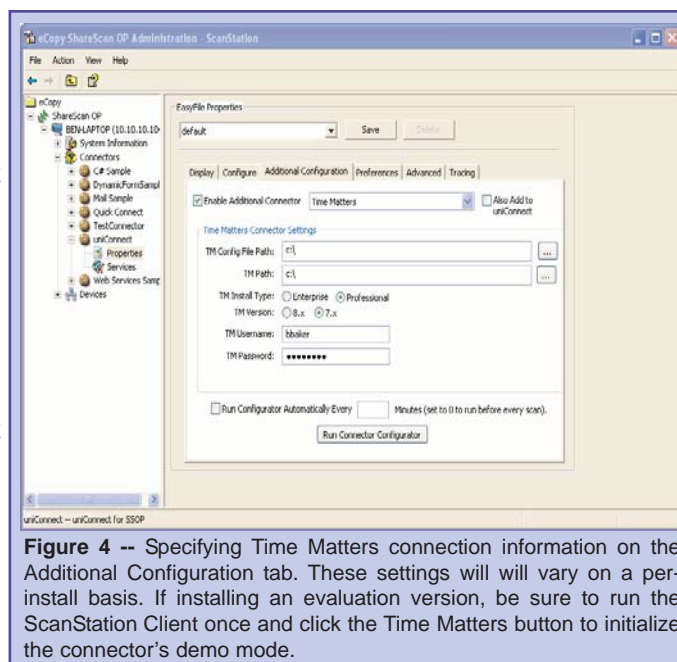 eCopy ShareScan OP Administration - ScanStation
File Action View Help
eCopy
ShareScan OP
BEN-LAPTOP (10.10.10.10
System Information
Connectors
C# Sample
DynamicFormSampl
Mail Sample
Quick Connect
TestConnector
uniConnect
Properties
Services
Web Services Samp
Devices
EasyFile Properties
default Save Delete
Display Configure Additional Configuration Preferences Advanced Tracing
Enable Additional Connector Time Matters Also Add to uniConnect
Time Matters Connector Settings
TM Config File Path: c:\ ...
TM Path: c:\ ...
TM Install Type: Enterprise Professional
TM Version: 8.x 7.x
TM Username: bbaker
TM Password: ●●●●●●●●
Run Configurator Automatically Every Minutes (set to 0 to run before every scan).
Run Connector Configurator
uniConnect -- uniConnect for SSOP
Figure 4 -- Specifying Time Matters connection information on the
Additional Configuration tab. These settings will will vary on a per-
install basis. If installing an evaluation version, be sure to run the
ScanStation Client once and click the Time Matters button to initialize
the connector's demo mode.